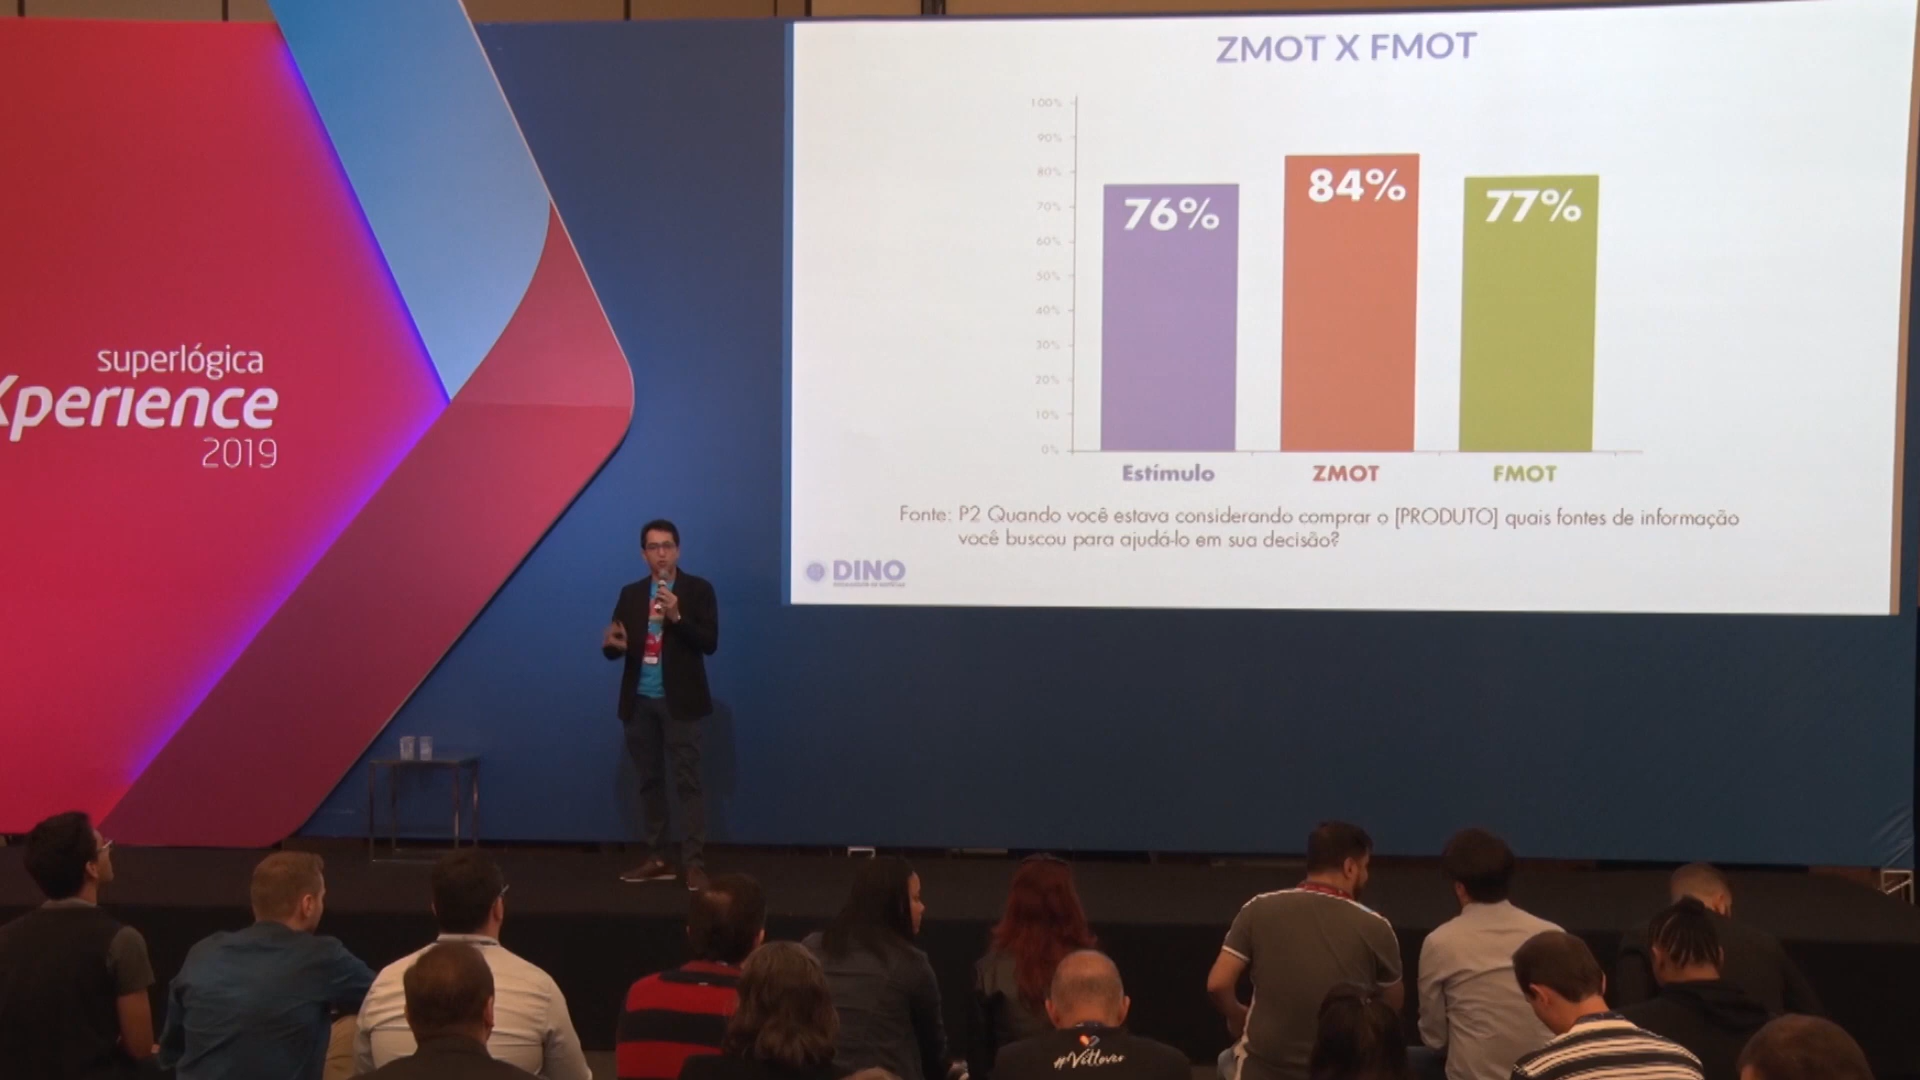 superlógica
Xperience
2019
ZMOT X FMOT
100%
90%
80%
70%
60%
50%
40%
30%
20%
10%
0%
76%
84%
77%
Estímulo
ZMOT
FMOT
Fonte: P2 Quando você estava considerando comprar o [PRODUTO] quais fontes de informação
você buscou para ajudá-lo em sua decisão?
DINO
#Vitlover